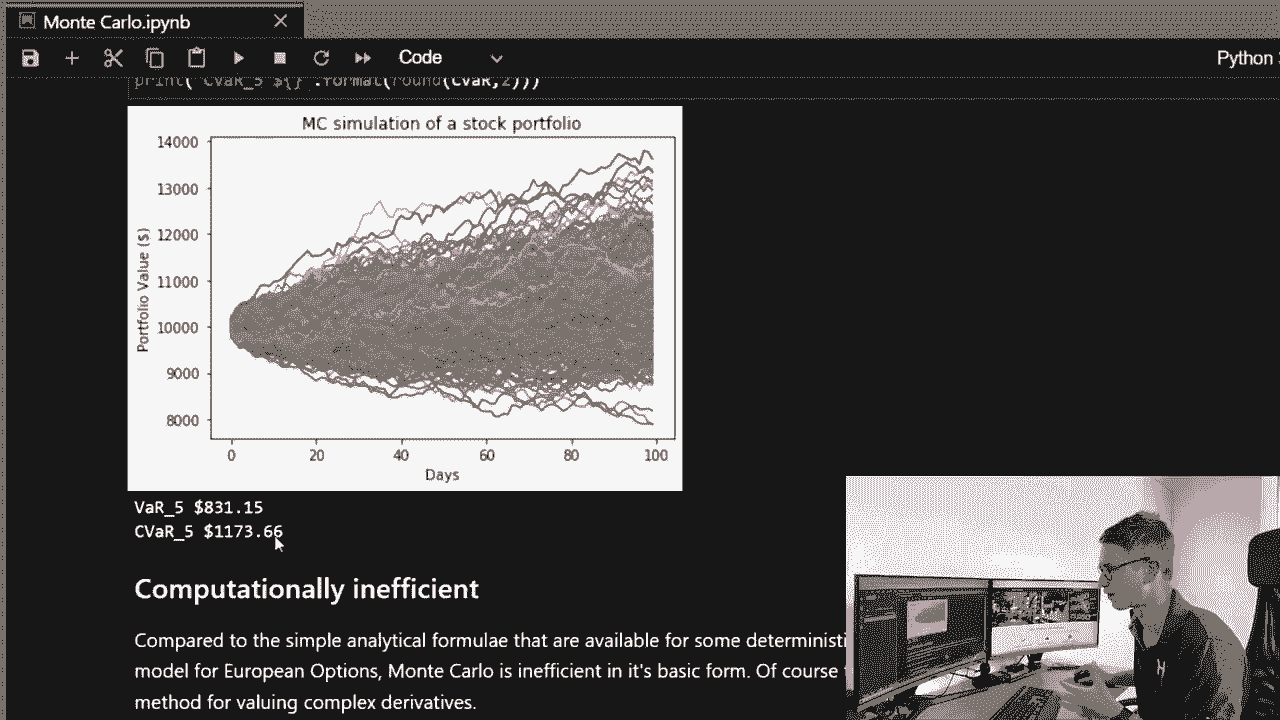 Monte Carlo.ipynb
Code
Python
print("CVaR_5 ${}".format(round(CVaR,2)))
MC simulation of a stock portfolio
14000
13000
12000
11000
10000
9000
8000
Portfolio Value ($)
0 20 40 60 80 100
Days
VaR_5 $831.15
CVaR_5 $1173.66
Computationally inefficient
Compared to the simple analytical formulae that are available for some deterministi
model for European Options, Monte Carlo is inefficient in it's basic form. Of course
method for valuing complex derivatives.
H